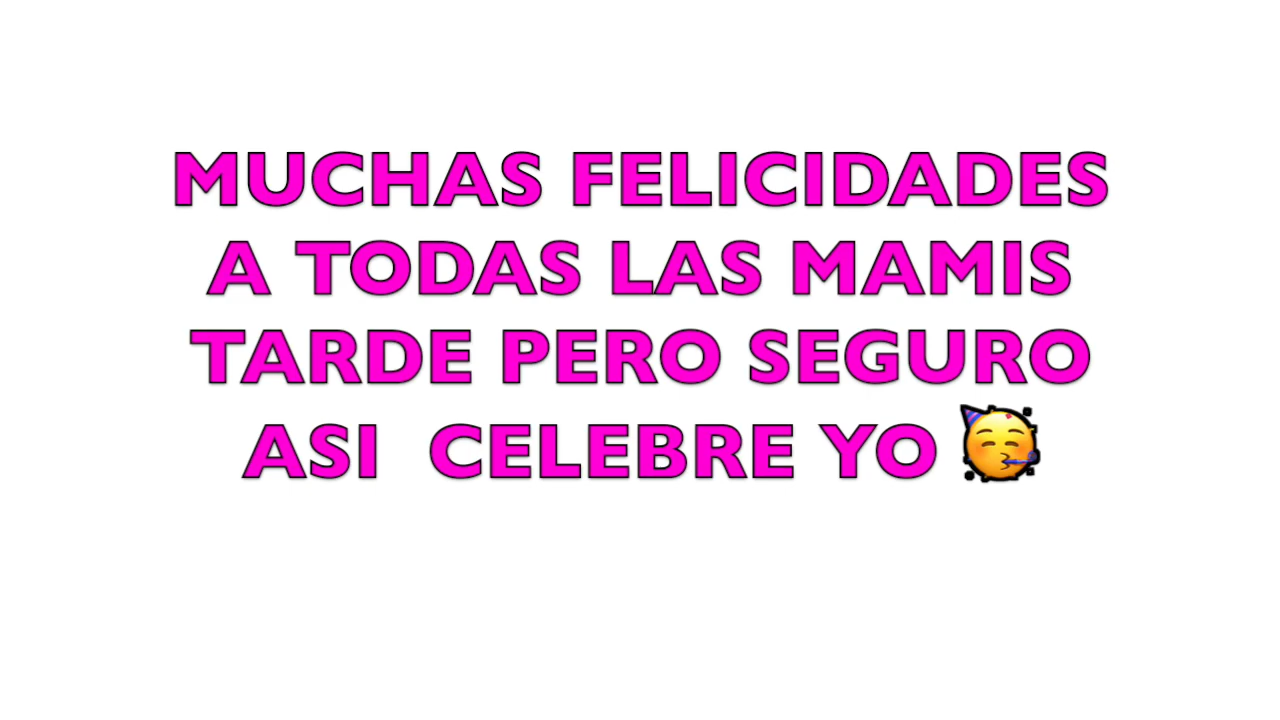 MUCHAS FELICIDADES
A TODAS LAS MAMIS
TARDE PERO SEGURO
ASI  CELEBRE YO 🥳